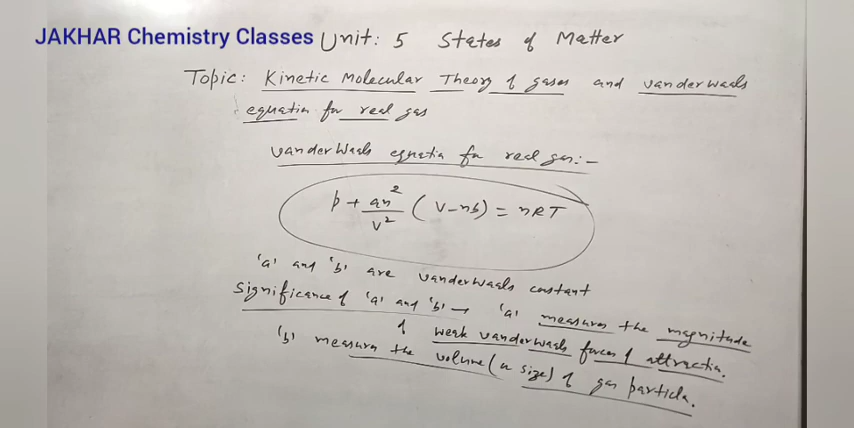 JAKHAR Chemistry Classes Unit: 5 States of Matter
Topic: Kinetic Molecular Theory of gases and vanderwaals
equation for real gas
vanderWaals equation for real gas:-
p + an²/v² (v-nb) = nRT
'a' and 'b' are vanderwaals constant
Significance of 'a' and 'b' → 'a' measures the magnitude
of weak vanderwaals forces of attraction.
'b' measures the volume (or size) of gas particle.